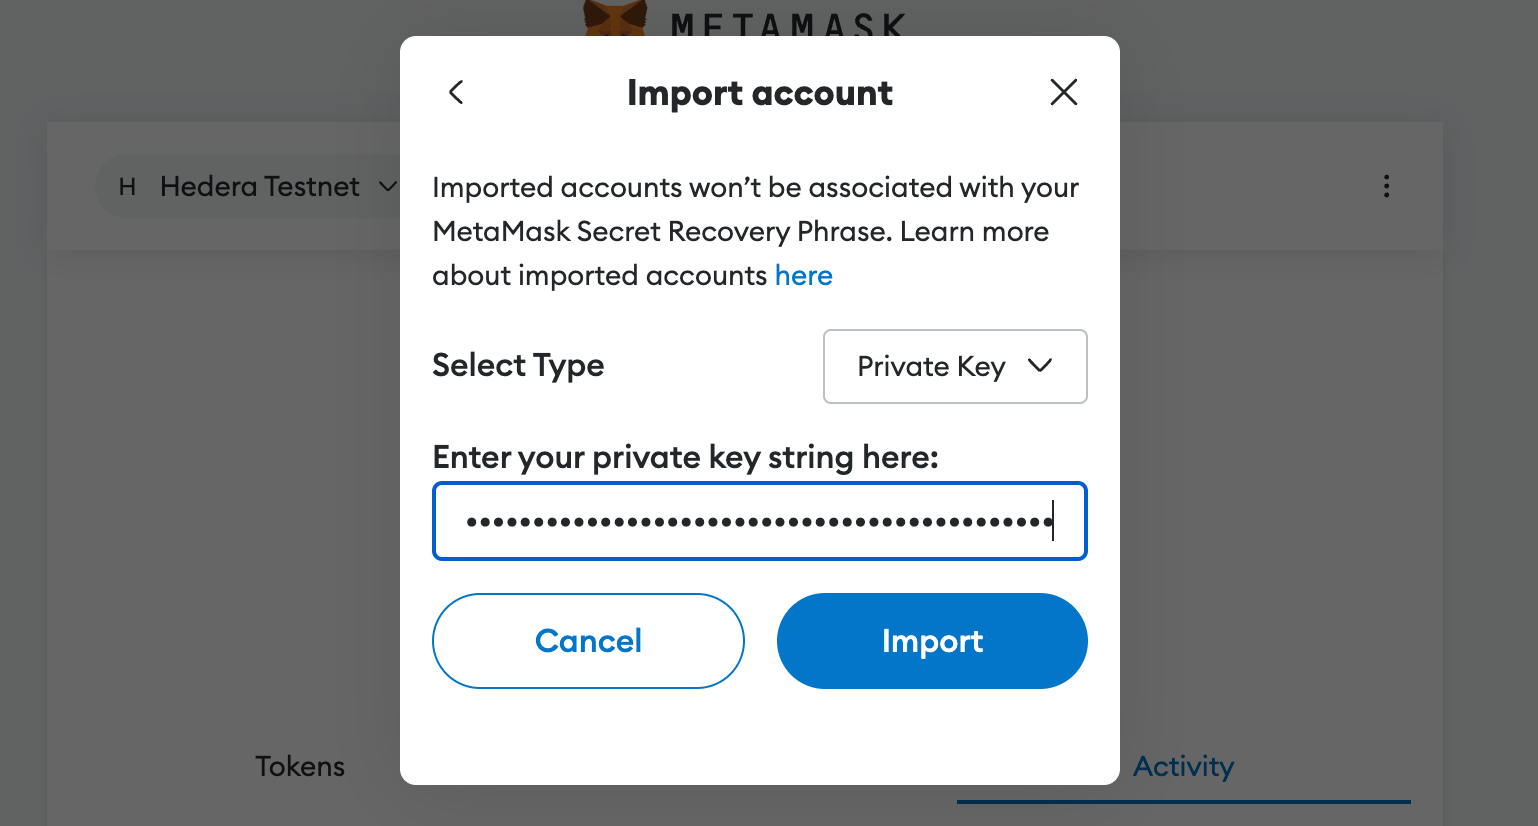 METAMASK
Import account
H Hedera Testnet
Imported accounts won’t be associated with your
MetaMask Secret Recovery Phrase. Learn more
about imported accounts here
Select Type
Private Key
Enter your private key string here:
••••••••••••••••••••••••••••••••••••••••••••
Cancel
Import
Tokens
Activity